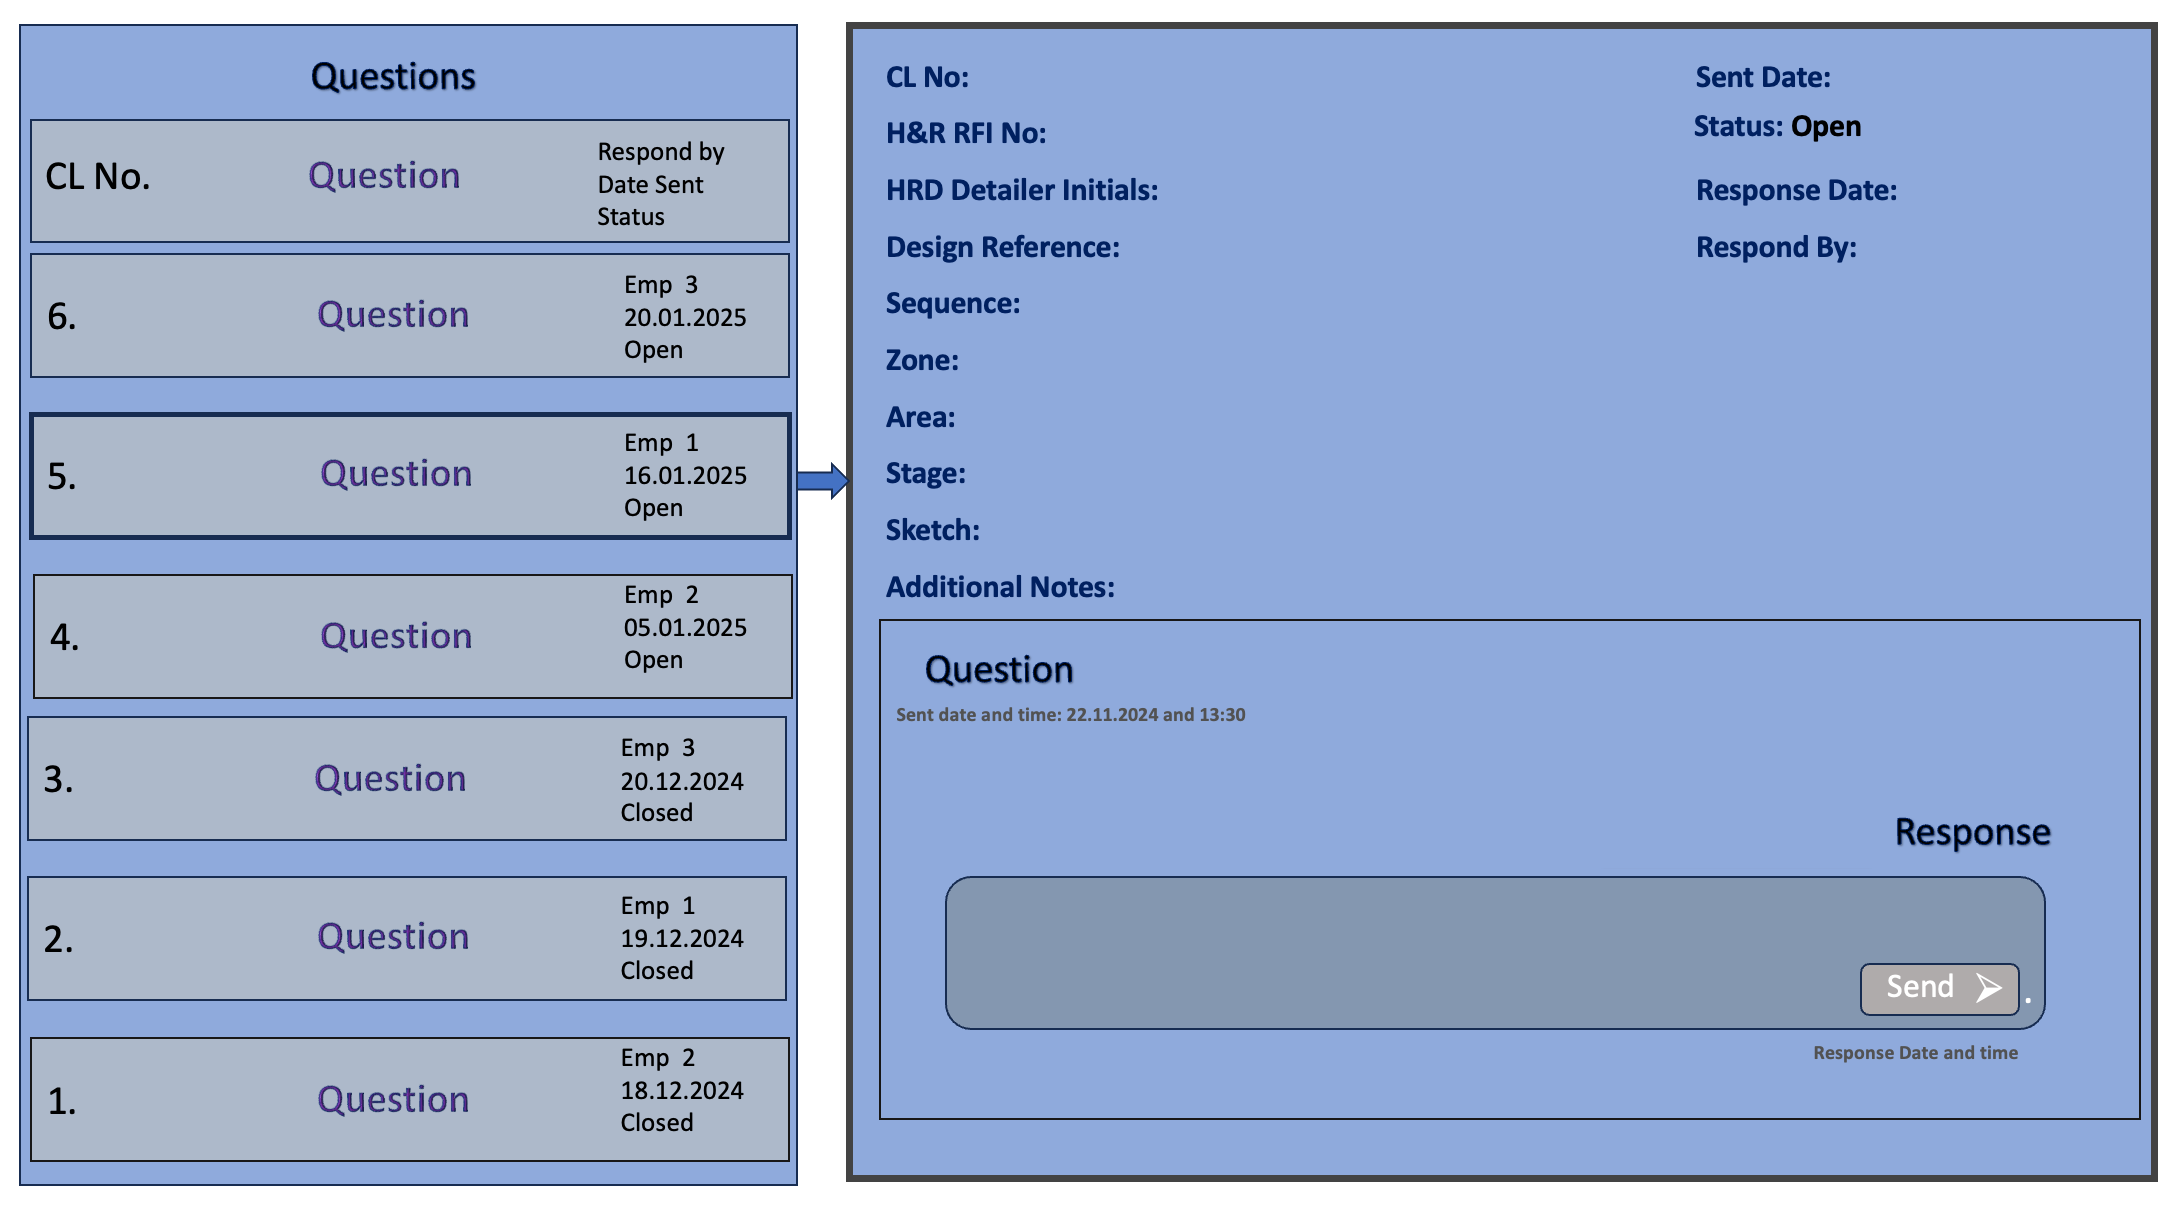 Questions
CL No.
Question
Respond by
Date Sent
Status
6.
Question
Emp 3
20.01.2025
Open
5.
Question
Emp 1
16.01.2025
Open
4.
Question
Emp 2
05.01.2025
Open
3.
Question
Emp 3
20.12.2024
Closed
2.
Question
Emp 1
19.12.2024
Closed
1.
Question
Emp 2
18.12.2024
Closed
CL No:
H&R RFI No:
HRD Detailer Initials:
Design Reference:
Sequence:
Zone:
Area:
Stage:
Sketch:
Additional Notes:
Sent Date:
Status: Open
Response Date:
Respond By:
Question
Sent date and time: 22.11.2024 and 13:30
Response
Send .
Response Date and time